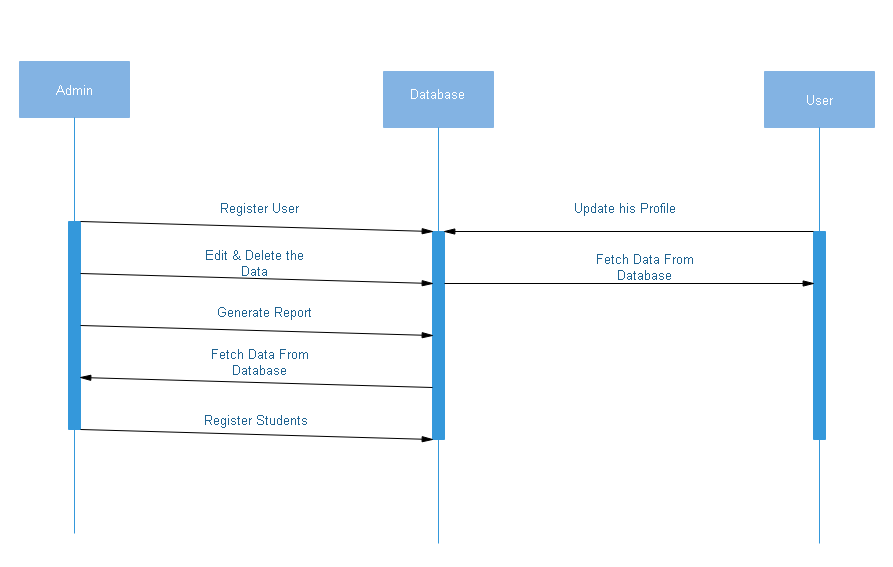 Admin
Database
User
Register User
Update his Profile
Edit & Delete the
Data
Fetch Data From
Database
Generate Report
Fetch Data From
Database
Register Students